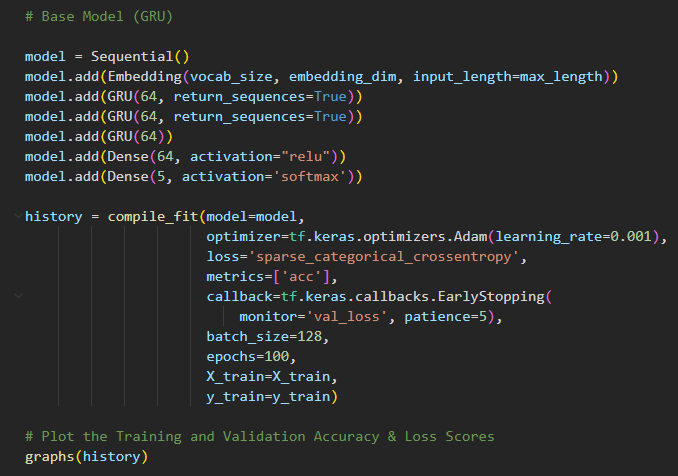 # Base Model (GRU)
model = Sequential()
model.add(Embedding(vocab_size, embedding_dim, input_length=max_length))
model.add(GRU(64, return_sequences=True))
model.add(GRU(64, return_sequences=True))
model.add(GRU(64))
model.add(Dense(64, activation="relu"))
model.add(Dense(5, activation='softmax'))
history = compile_fit(model=model,
optimizer=tf.keras.optimizers.Adam(learning_rate=0.001),
loss='sparse_categorical_crossentropy',
metrics=['acc'],
callback=tf.keras.callbacks.EarlyStopping(
monitor='val_loss', patience=5),
batch_size=128,
epochs=100,
X_train=X_train,
y_train=y_train)
# Plot the Training and Validation Accuracy & Loss Scores
graphs(history)